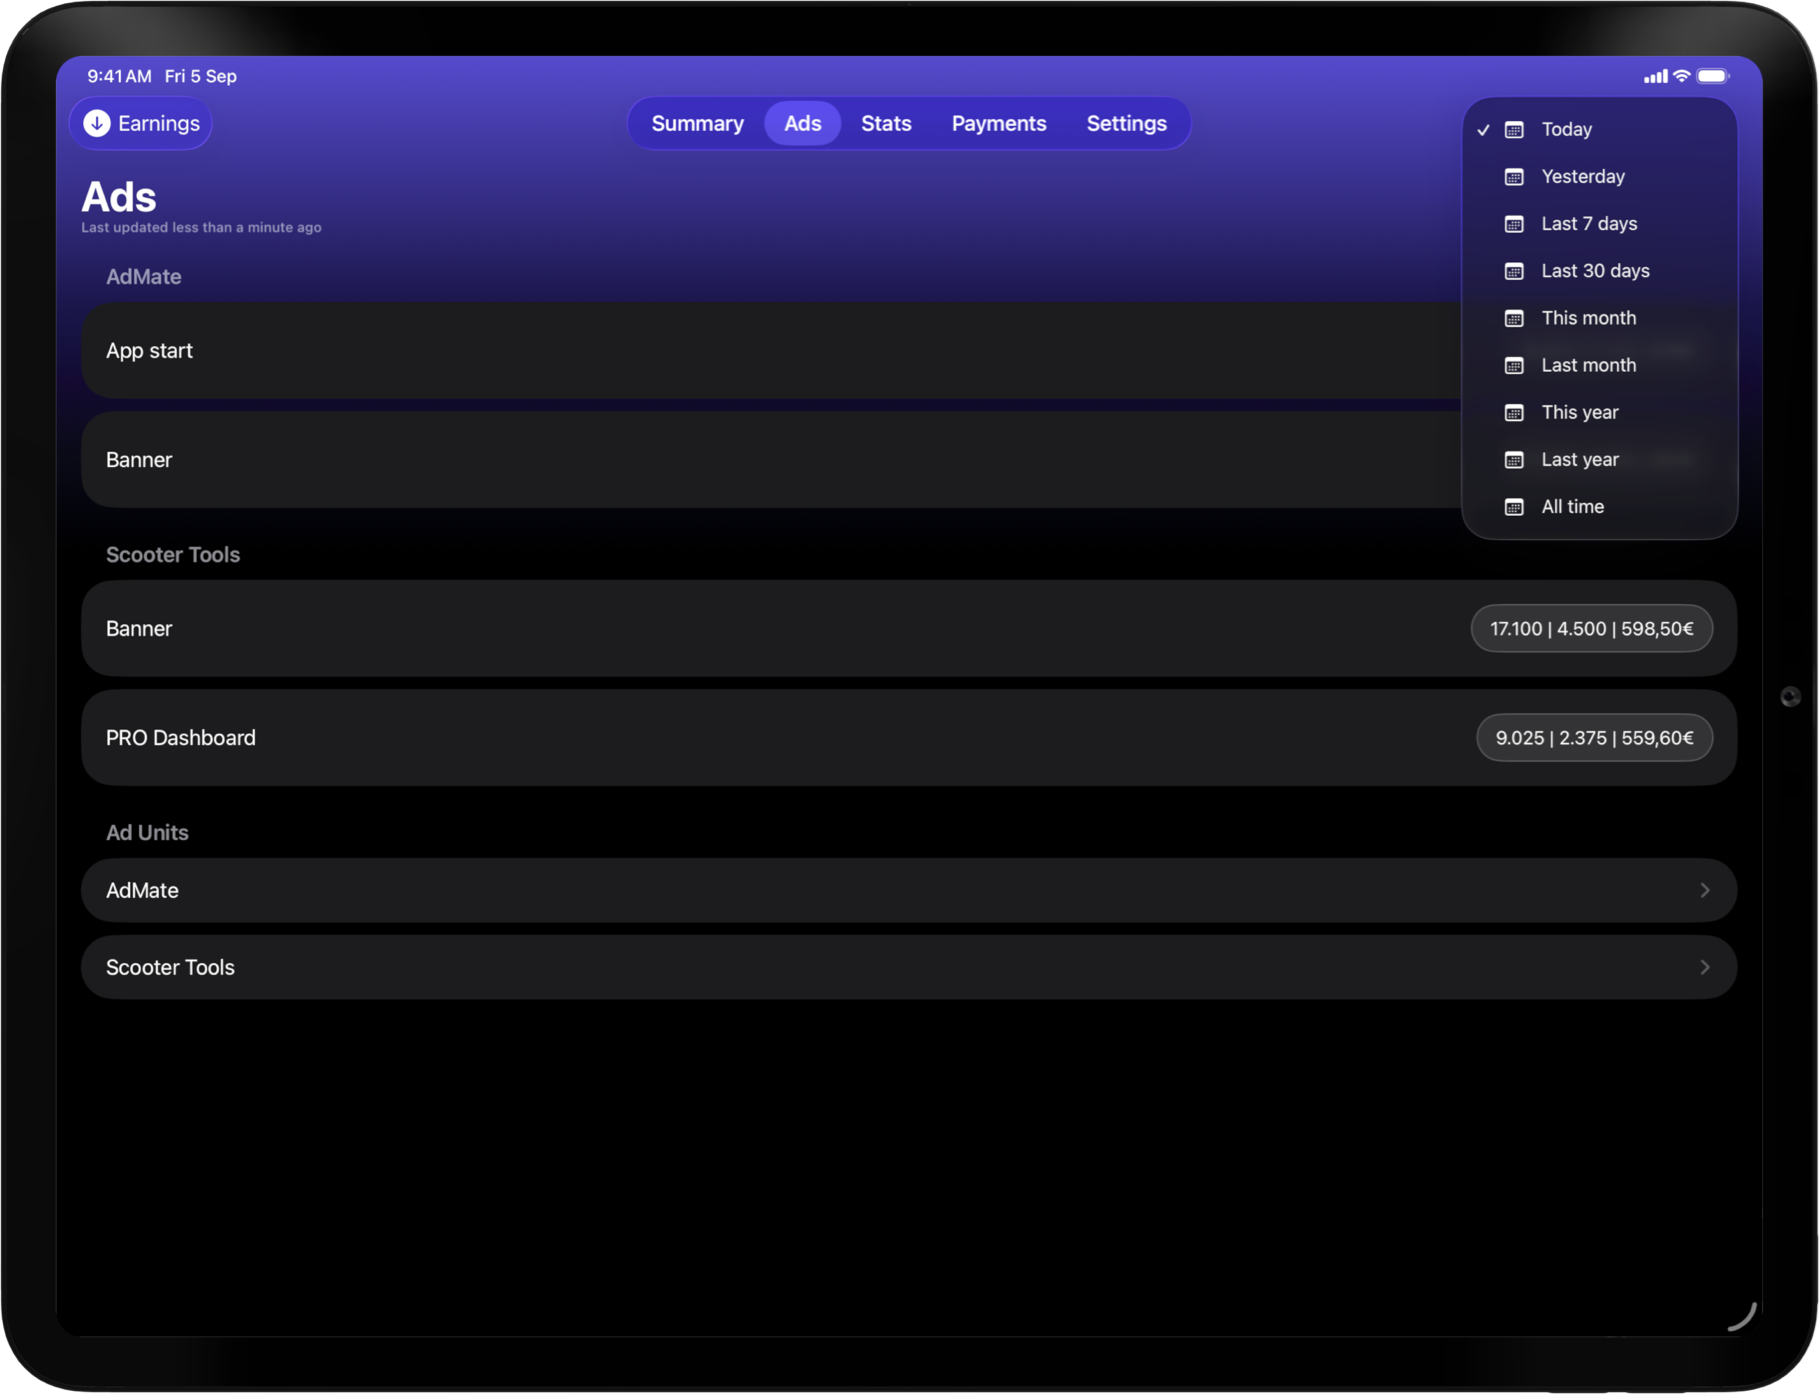 9:41 AM Fri 5 Sep
Earnings
Summary Ads Stats Payments Settings
Today
Yesterday
Last 7 days
Last 30 days
This month
Last month
This year
Last year
All time
Ads
Last updated less than a minute ago
AdMate
App start
Banner
Scooter Tools
Banner 17.100 | 4.500 | 598,50€
PRO Dashboard 9.025 | 2.375 | 559,60€
Ad Units
AdMate
Scooter Tools